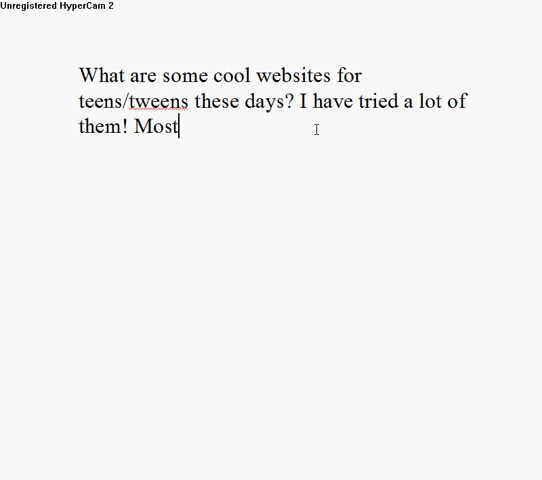 Unregistered HyperCam 2
What are some cool websites for
teens/tweens these days? I have tried a lot of
them! Most